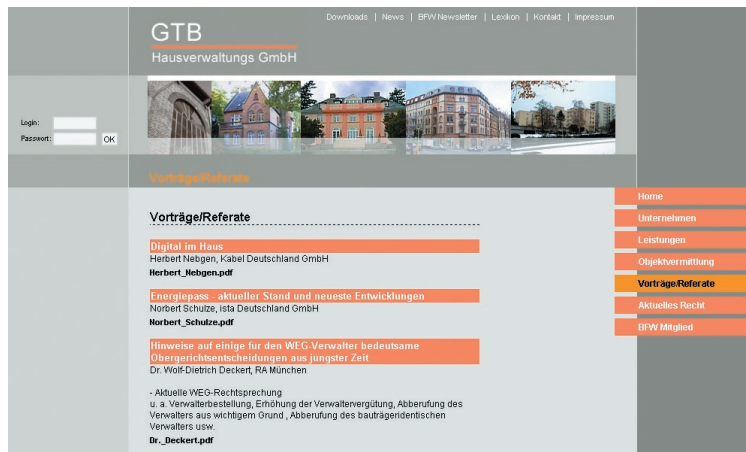 Downloads | News | BFW Newsletter | Lexikon | Kontakt | Impressum
GTB
Hausverwaltungs GmbH
Login:
Passwort: OK
Vorträge/Referate
Home
Unternehmen
Leistungen
Objektvermittlung
Vorträge/Referate
Aktuelles Recht
BFW Mitglied
Vorträge/Referate
Digital im Haus
Herbert Nebgen, Kabel Deutschland GmbH
Herbert_Nebgen.pdf
Energiepass - aktueller Stand und neueste Entwicklungen
Norbert Schulze, ista Deutschland GmbH
Norbert_Schulze.pdf
Hinweise auf einige für den WEG-Verwalter bedeutsame
Obergerichtsentscheidungen aus jüngster Zeit
Dr. Wolf-Dietrich Deckert, RA München
- Aktuelle WEG-Rechtsprechung
u. a. Verwalterbestellung, Erhöhung der Verwaltervergütung, Abberufung des
Verwalters aus wichtigem Grund , Abberufung des bauträgeridentischen
Verwalters usw.
Dr._Deckert.pdf